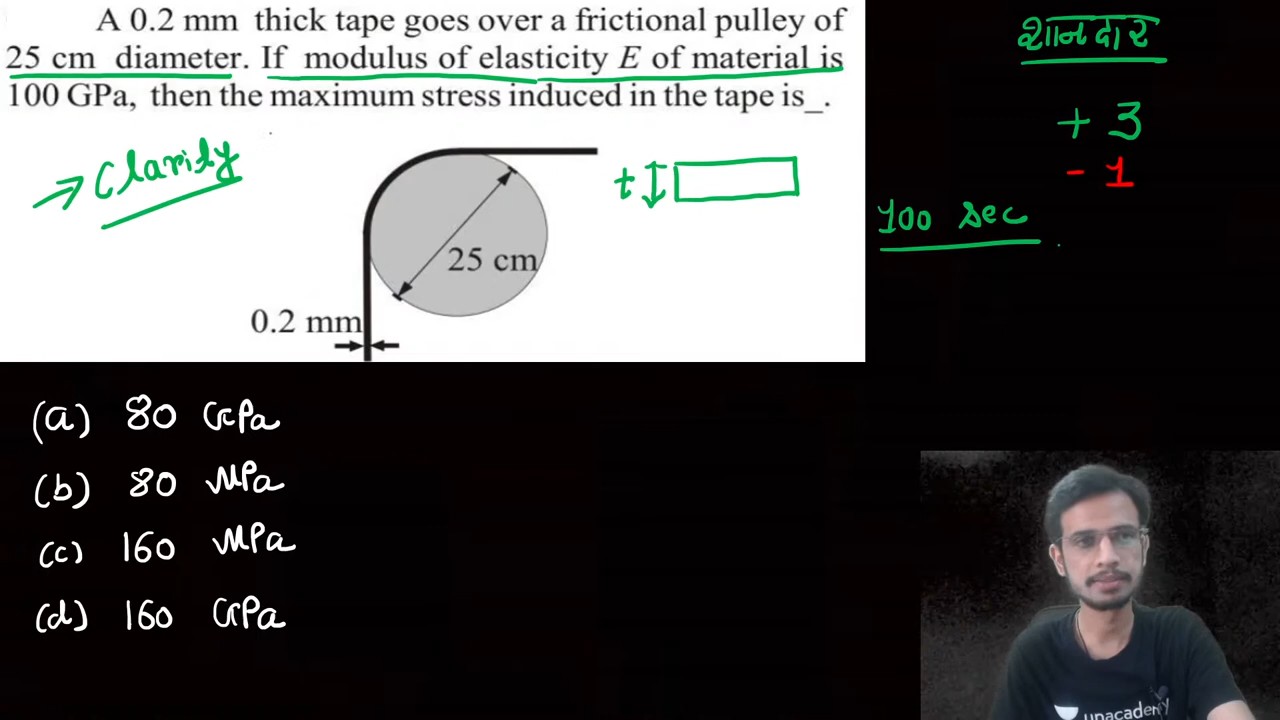 A 0.2 mm thick tape goes over a frictional pulley of
25 cm diameter. If modulus of elasticity E of material is
100 GPa, then the maximum stress induced in the tape is_.
→ Clarity
t
25 cm
0.2 mm
शानदार
+ 3
- 1
100 sec
(a) 80 GPa
(b) 80 MPa
(c) 160 MPa
(d) 160 GPa
unacademy